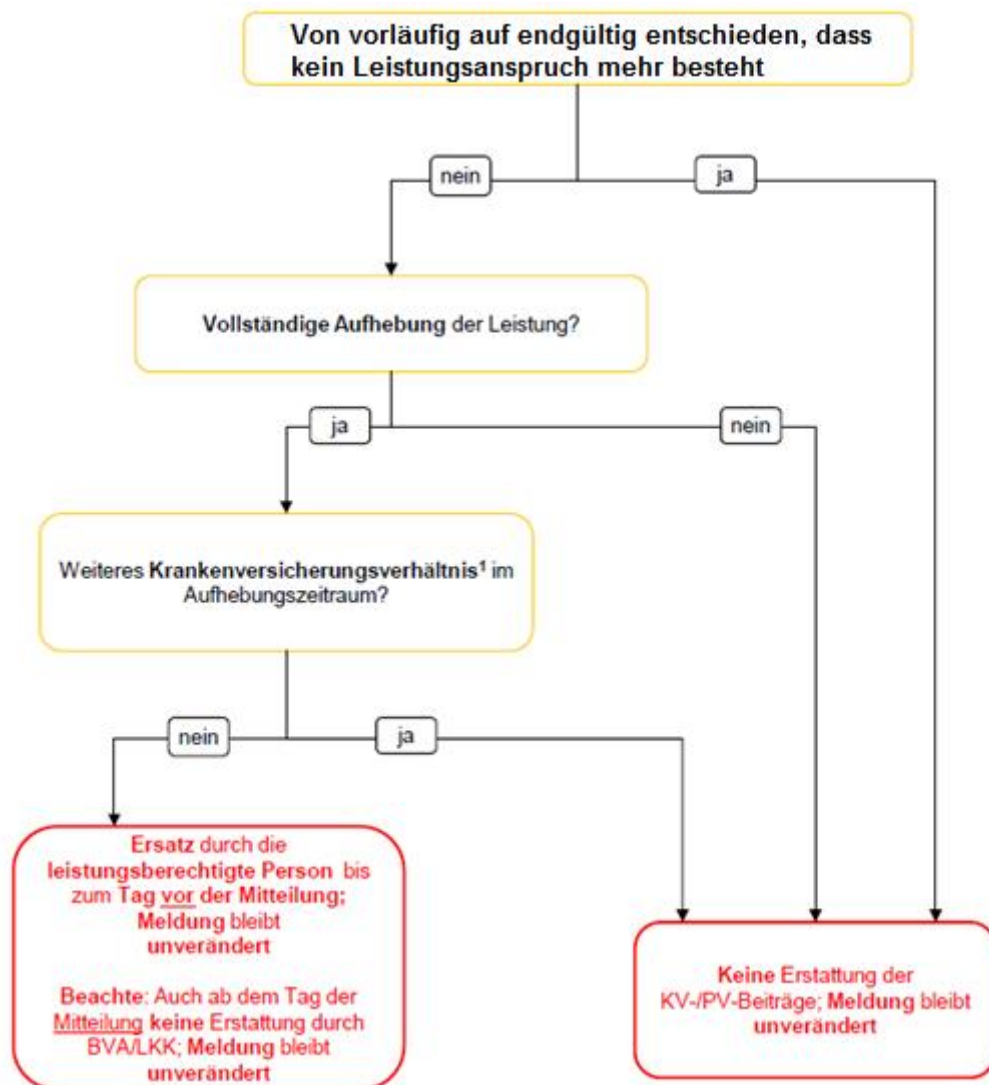 Von vorläufig auf endgültig entschieden, dass
kein Leistungsanspruch mehr besteht
nein
ja
Vollständige Aufhebung der Leistung?
ja
nein
Weiteres Krankenversicherungsverhältnis¹ im
Aufhebungszeitraum?
nein
ja
Ersatz durch die
leistungsberechtigte Person bis
zum Tag vor der Mitteilung;
Meldung bleibt
unverändert
Beachte: Auch ab dem Tag der
Mitteilung keine Erstattung durch
BVA/LKK; Meldung bleibt
unverändert
Keine Erstattung der
KV-/PV-Beiträge; Meldung bleibt
unverändert